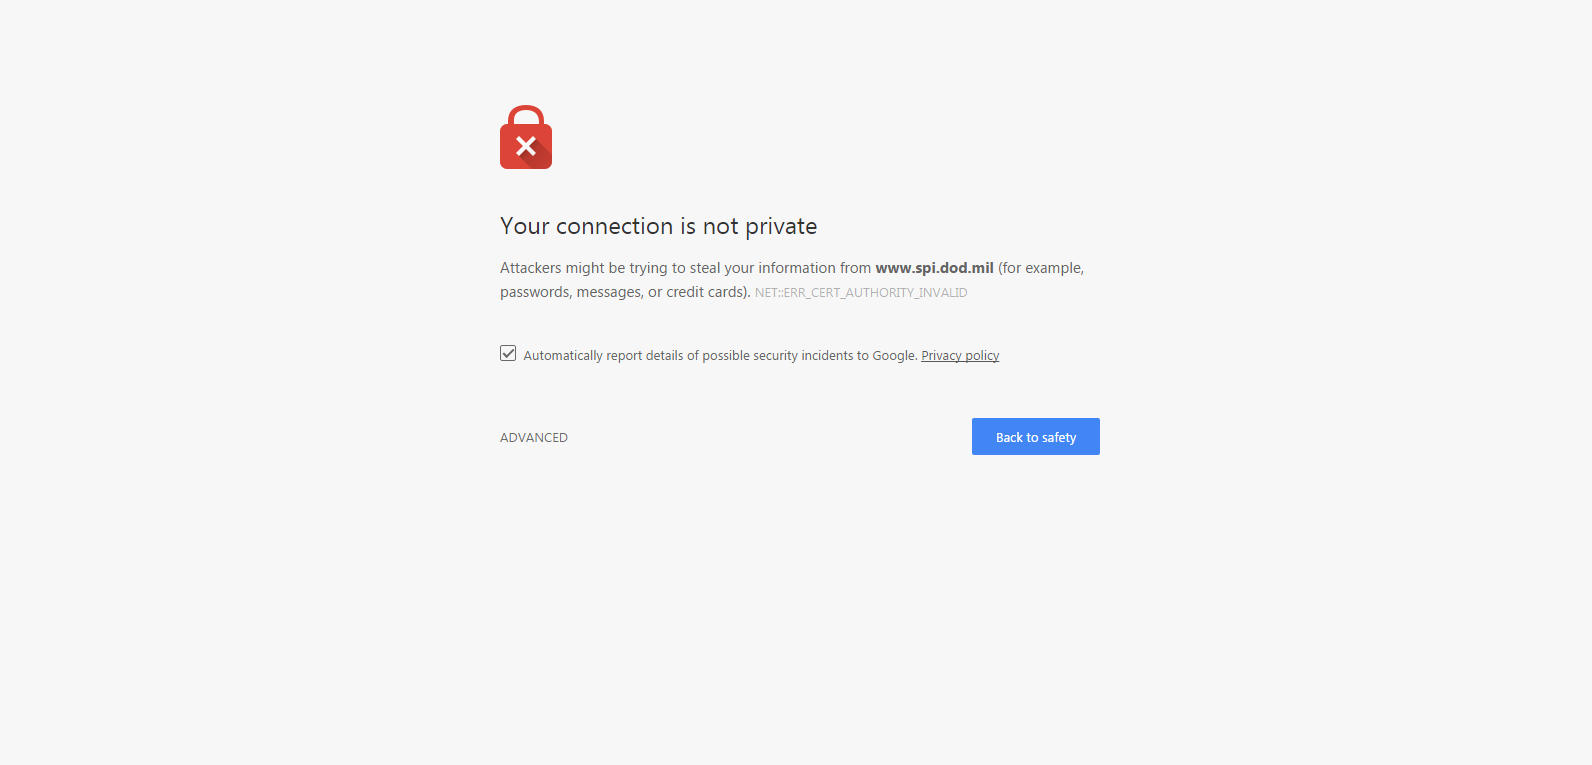 Your connection is not private
Attackers might be trying to steal your information from www.spi.dod.mil (for example,
passwords, messages, or credit cards). NET::ERR_CERT_AUTHORITY_INVALID
Automatically report details of possible security incidents to Google. Privacy policy
ADVANCED
Back to safety